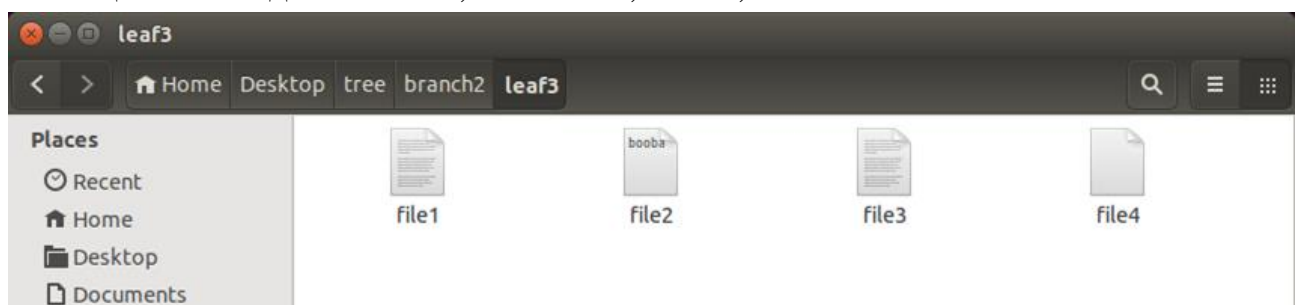 leaf3
Home Desktop tree branch2 leaf3
Places
Recent
Home
Desktop
Documents
booba
file1 file2 file3 file4